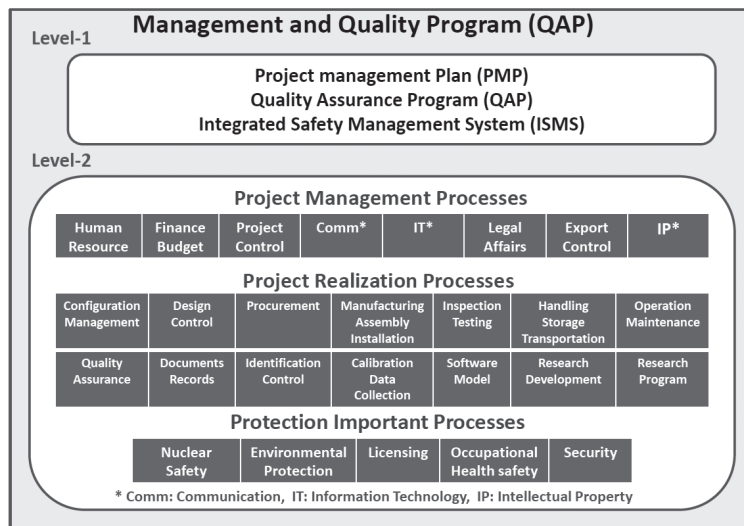 Management and Quality Program (QAP)
Level-1
Project management Plan (PMP)
Quality Assurance Program (QAP)
Integrated Safety Management System (ISMS)
Level-2
Project Management Processes
Human Resource
Finance Budget
Project Control
Comm*
IT*
Legal Affairs
Export Control
IP*
Project Realization Processes
Configuration Management
Design Control
Procurement
Manufacturing Assembly Installation
Inspection Testing
Handling Storage Transportation
Operation Maintenance
Quality Assurance
Documents Records
Identification Control
Calibration Data Collection
Software Model
Research Development
Research Program
Protection Important Processes
Nuclear Safety
Environmental Protection
Licensing
Occupational Health safety
Security
* Comm: Communication, IT: Information Technology, IP: Intellectual Property